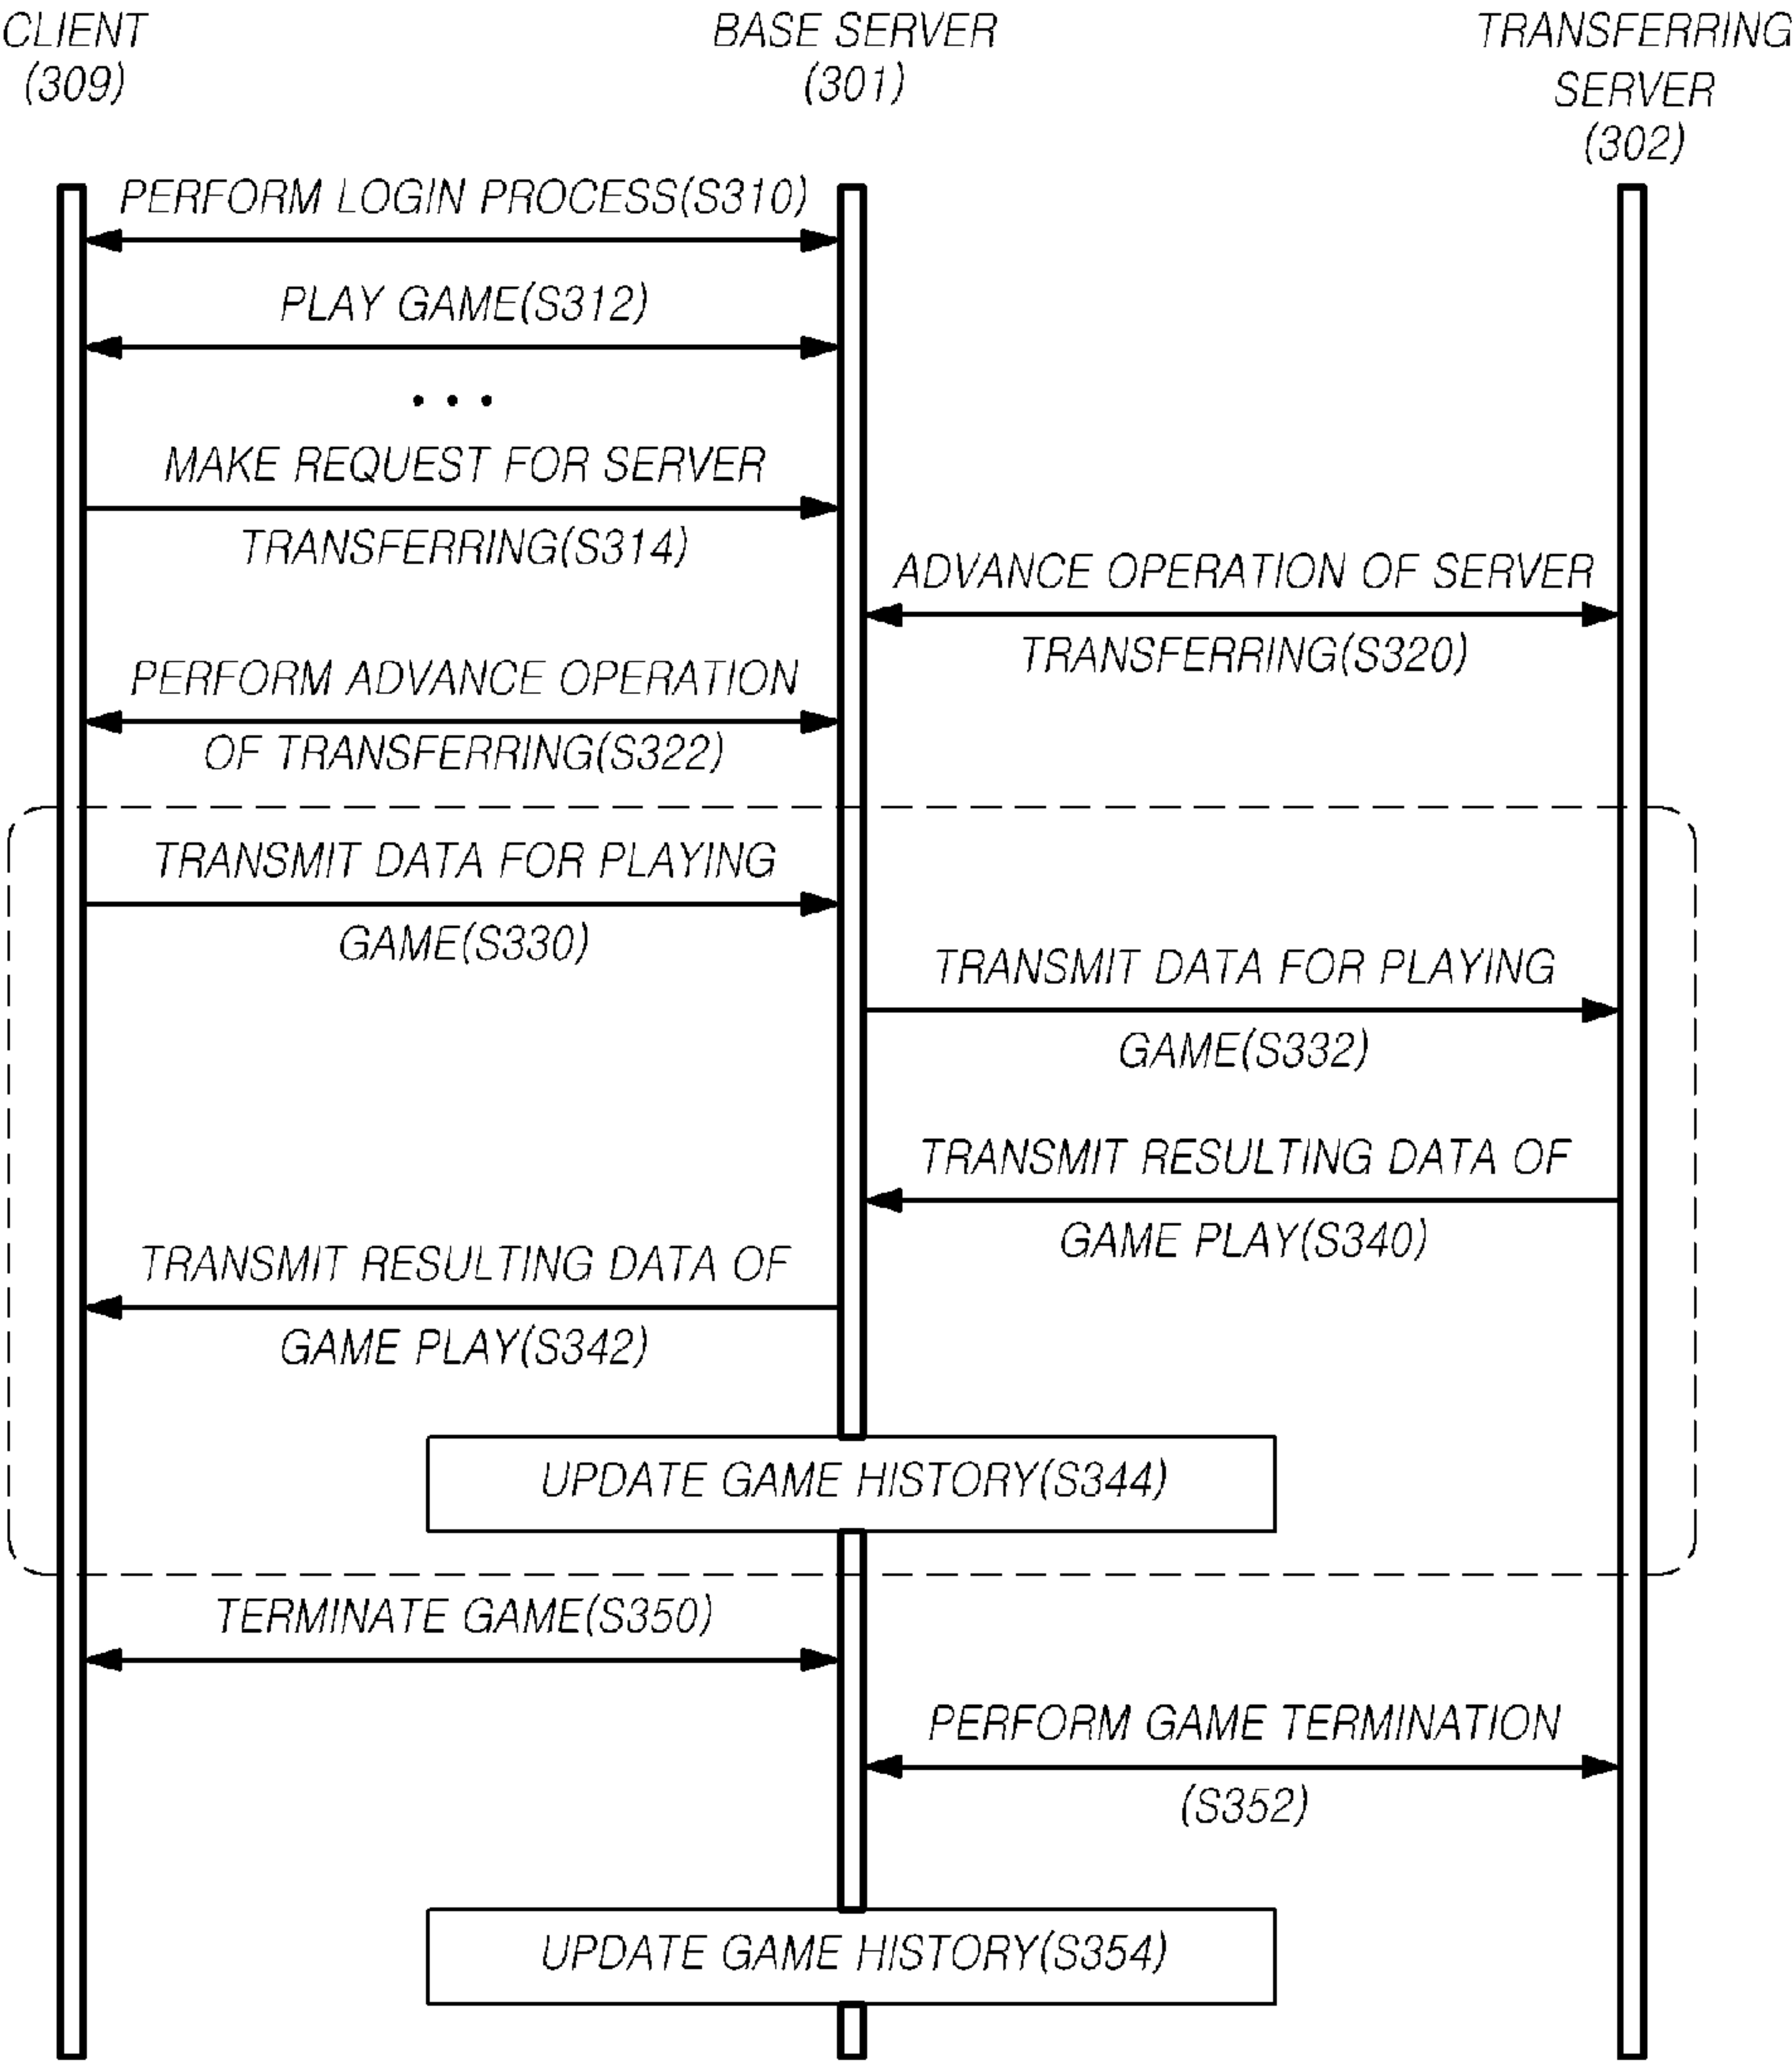 CLIENT
(309)
BASE SERVER
(301)
TRANSFERRING
SERVER
(302)
PERFORM LOGIN PROCESS(S310)
PLAY GAME(S312)
...
MAKE REQUEST FOR SERVER
TRANSFERRING(S314)
ADVANCE OPERATION OF SERVER
TRANSFERRING(S320)
PERFORM ADVANCE OPERATION
OF TRANSFERRING(S322)
TRANSMIT DATA FOR PLAYING
GAME(S330)
TRANSMIT DATA FOR PLAYING
GAME(S332)
TRANSMIT RESULTING DATA OF
GAME PLAY(S340)
TRANSMIT RESULTING DATA OF
GAME PLAY(S342)
UPDATE GAME HISTORY(S344)
TERMINATE GAME(S350)
PERFORM GAME TERMINATION
(S352)
UPDATE GAME HISTORY(S354)